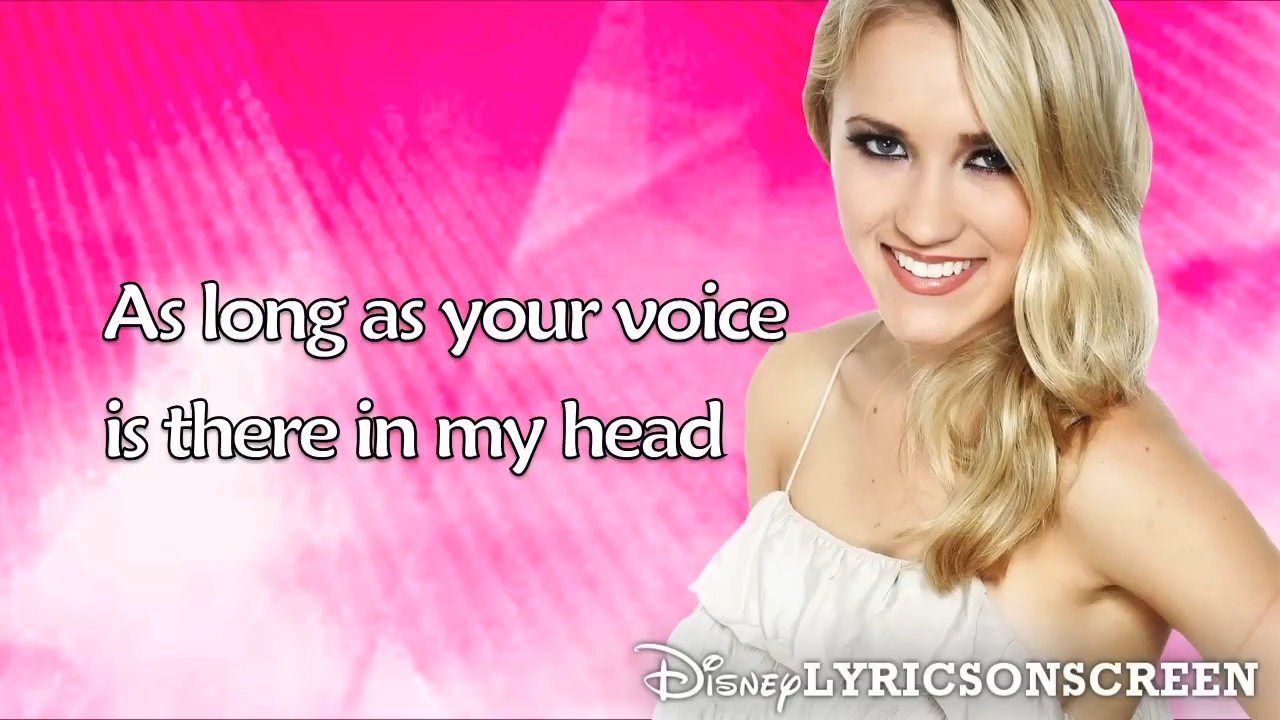 As long as your voice
is there in my head
DISNEYLYRICSONSCREEN